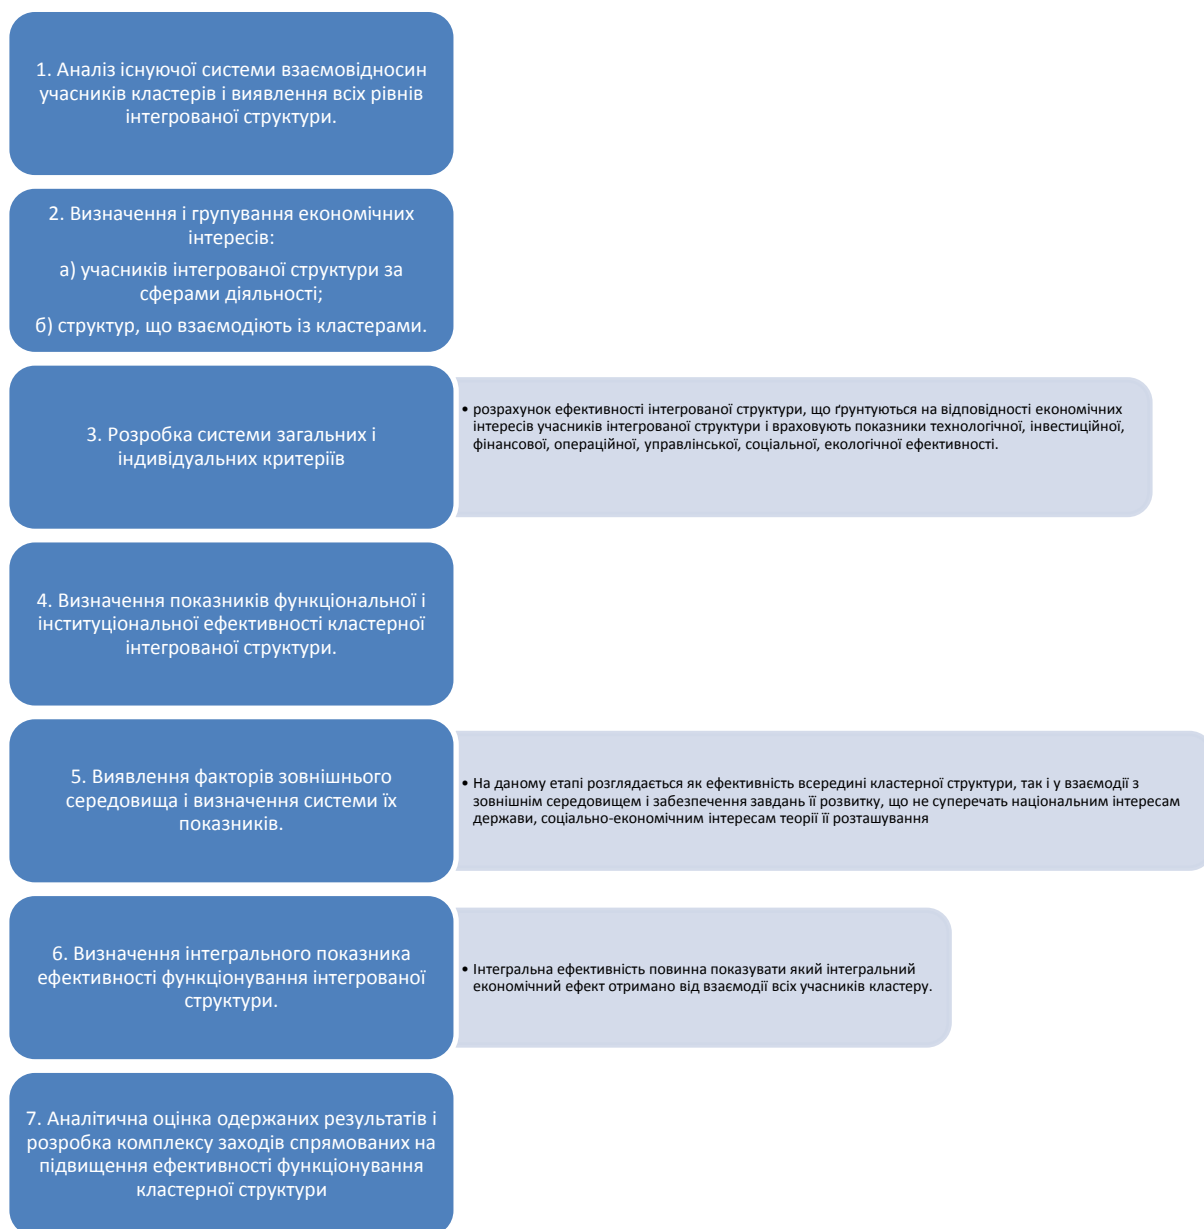 1. Аналіз існуючої системи взаємовідносин
учасників кластерів і виявлення всіх рівнів
інтегрованої структури.
2. Визначення і групування економічних
інтересів:
а) учасників інтегрованої структури за
сферами діяльності;
б) структур, що взаємодіють із кластерами.
3. Розробка системи загальних і
індивідуальних критеріїв
• розрахунок ефективності інтегрованої структури, що ґрунтуються на відповідності економічних
інтересів учасників інтегрованої структури і враховують показники технологічної, інвестиційної,
фінансової, операційної, управлінської, соціальної, екологічної ефективності.
4. Визначення показників функціональної і
інституціональної ефективності кластерної
інтегрованої структури.
5. Виявлення факторів зовнішнього
середовища і визначення системи їх
показників.
• На даному етапі розглядається як ефективність всередині кластерної структури, так і у взаємодії з
зовнішнім середовищем і забезпечення завдань її розвитку, що не суперечать національним інтересам
держави, соціально-економічним інтересам теорії її розташування
6. Визначення інтегрального показника
ефективності функціонування інтегрованої
структури.
• Інтегральна ефективність повинна показувати який інтегральний
економічний ефект отримано від взаємодії всіх учасників кластеру.
7. Аналітична оцінка одержаних результатів і
розробка комплексу заходів спрямованих на
підвищення ефективності функціонування
кластерної структури